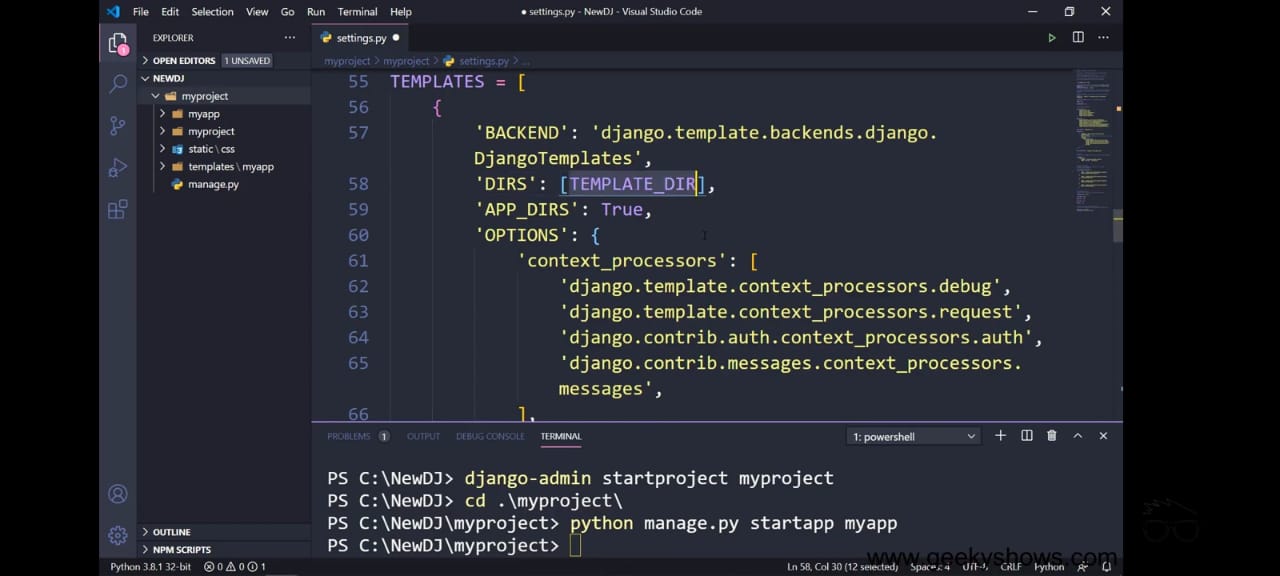 File Edit Selection View Go Run Terminal Help
● settings.py - NewDJ - Visual Studio Code
EXPLORER
settings.py
OPEN EDITORS 1 UNSAVED
myproject > myproject > settings.py > ...
NEWDJ
myproject
myapp
myproject
static \ css
templates \ myapp
manage.py
OUTLINE
NPM SCRIPTS
55 TEMPLATES = [
56 {
57 'BACKEND': 'django.template.backends.django.
DjangoTemplates',
58 'DIRS': [TEMPLATE_DIR],
59 'APP_DIRS': True,
60 'OPTIONS': {
61 'context_processors': [
62 'django.template.context_processors.debug',
63 'django.template.context_processors.request',
64 'django.contrib.auth.context_processors.auth',
65 'django.contrib.messages.context_processors.
messages',
66 ],
PROBLEMS 1 OUTPUT DEBUG CONSOLE TERMINAL
1: powershell
PS C:\NewDJ> django-admin startproject myproject
PS C:\NewDJ> cd .\myproject\
PS C:\NewDJ\myproject> python manage.py startapp myapp
PS C:\NewDJ\myproject>
www.geekyshows.com
Python 3.8.1 32-bit 0 0 1
Ln 58, Col 30 (12 selected) Spaces: 4 UTF-8 CRLF Python